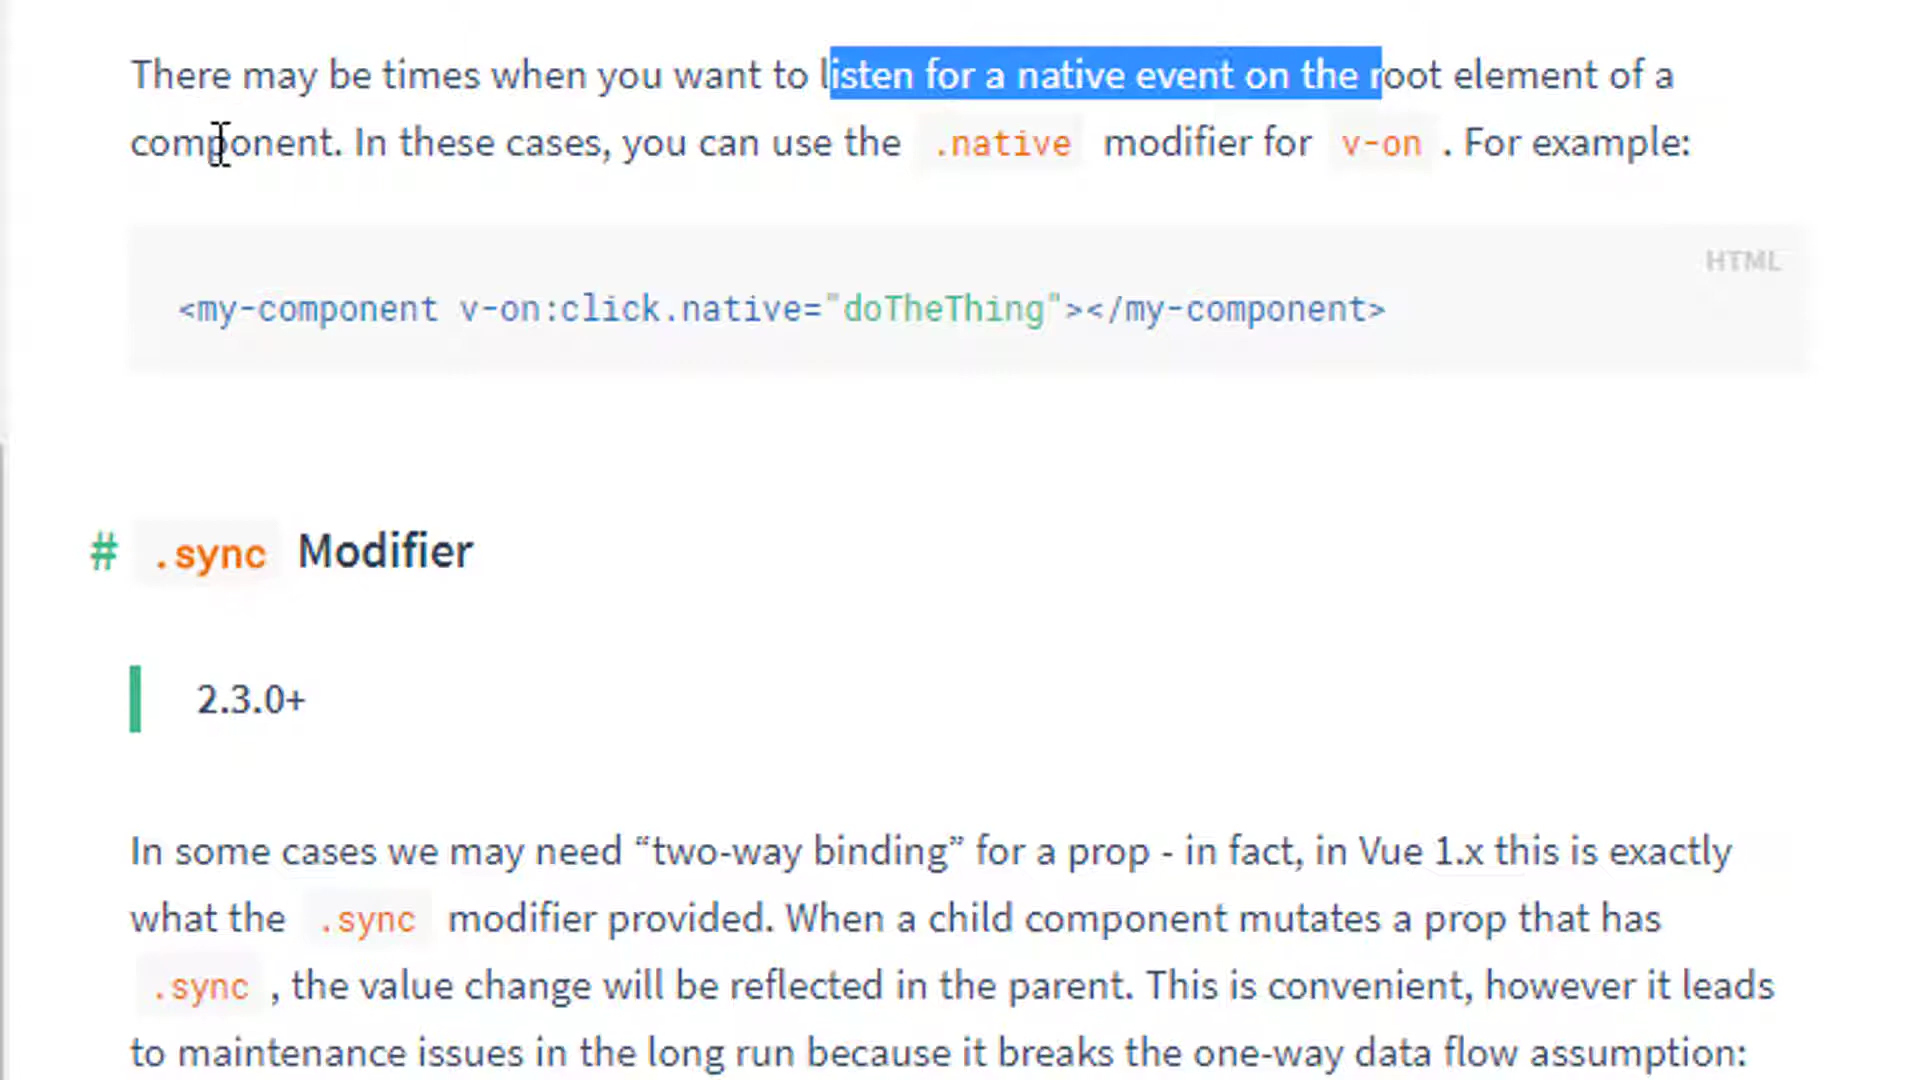 There may be times when you want to listen for a native event on the root element of a
component. In these cases, you can use the .native modifier for v-on . For example:
HTML
<my-component v-on:click.native="doTheThing"></my-component>
# .sync Modifier
2.3.0+
In some cases we may need “two-way binding” for a prop - in fact, in Vue 1.x this is exactly
what the .sync modifier provided. When a child component mutates a prop that has
.sync , the value change will be reflected in the parent. This is convenient, however it leads
to maintenance issues in the long run because it breaks the one-way data flow assumption: